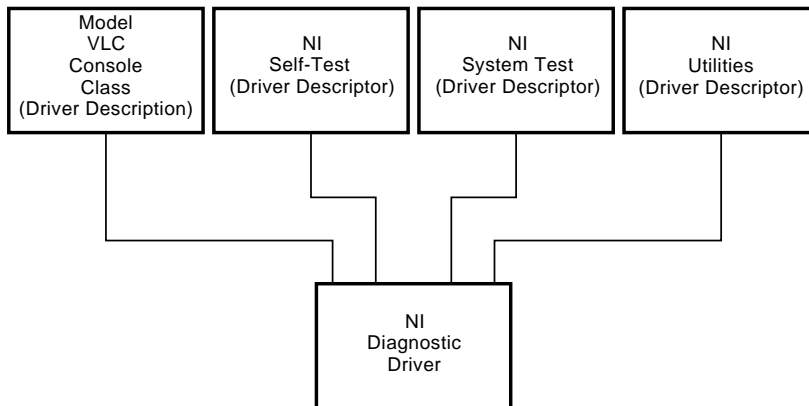 Model
VLC
Console
Class
(Driver Description)
NI
Self-Test
(Driver Descriptor)
NI
System Test
(Driver Descriptor)
NI
Utilities
(Driver Descriptor)
NI
Diagnostic
Driver